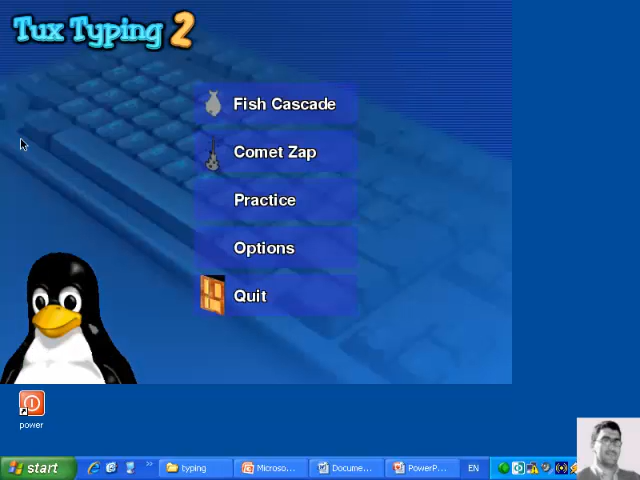 Tux Typing 2
Fish Cascade
Comet Zap
Practice
Options
Quit
power
start
typing
Microso...
Docume...
PowerP...
EN